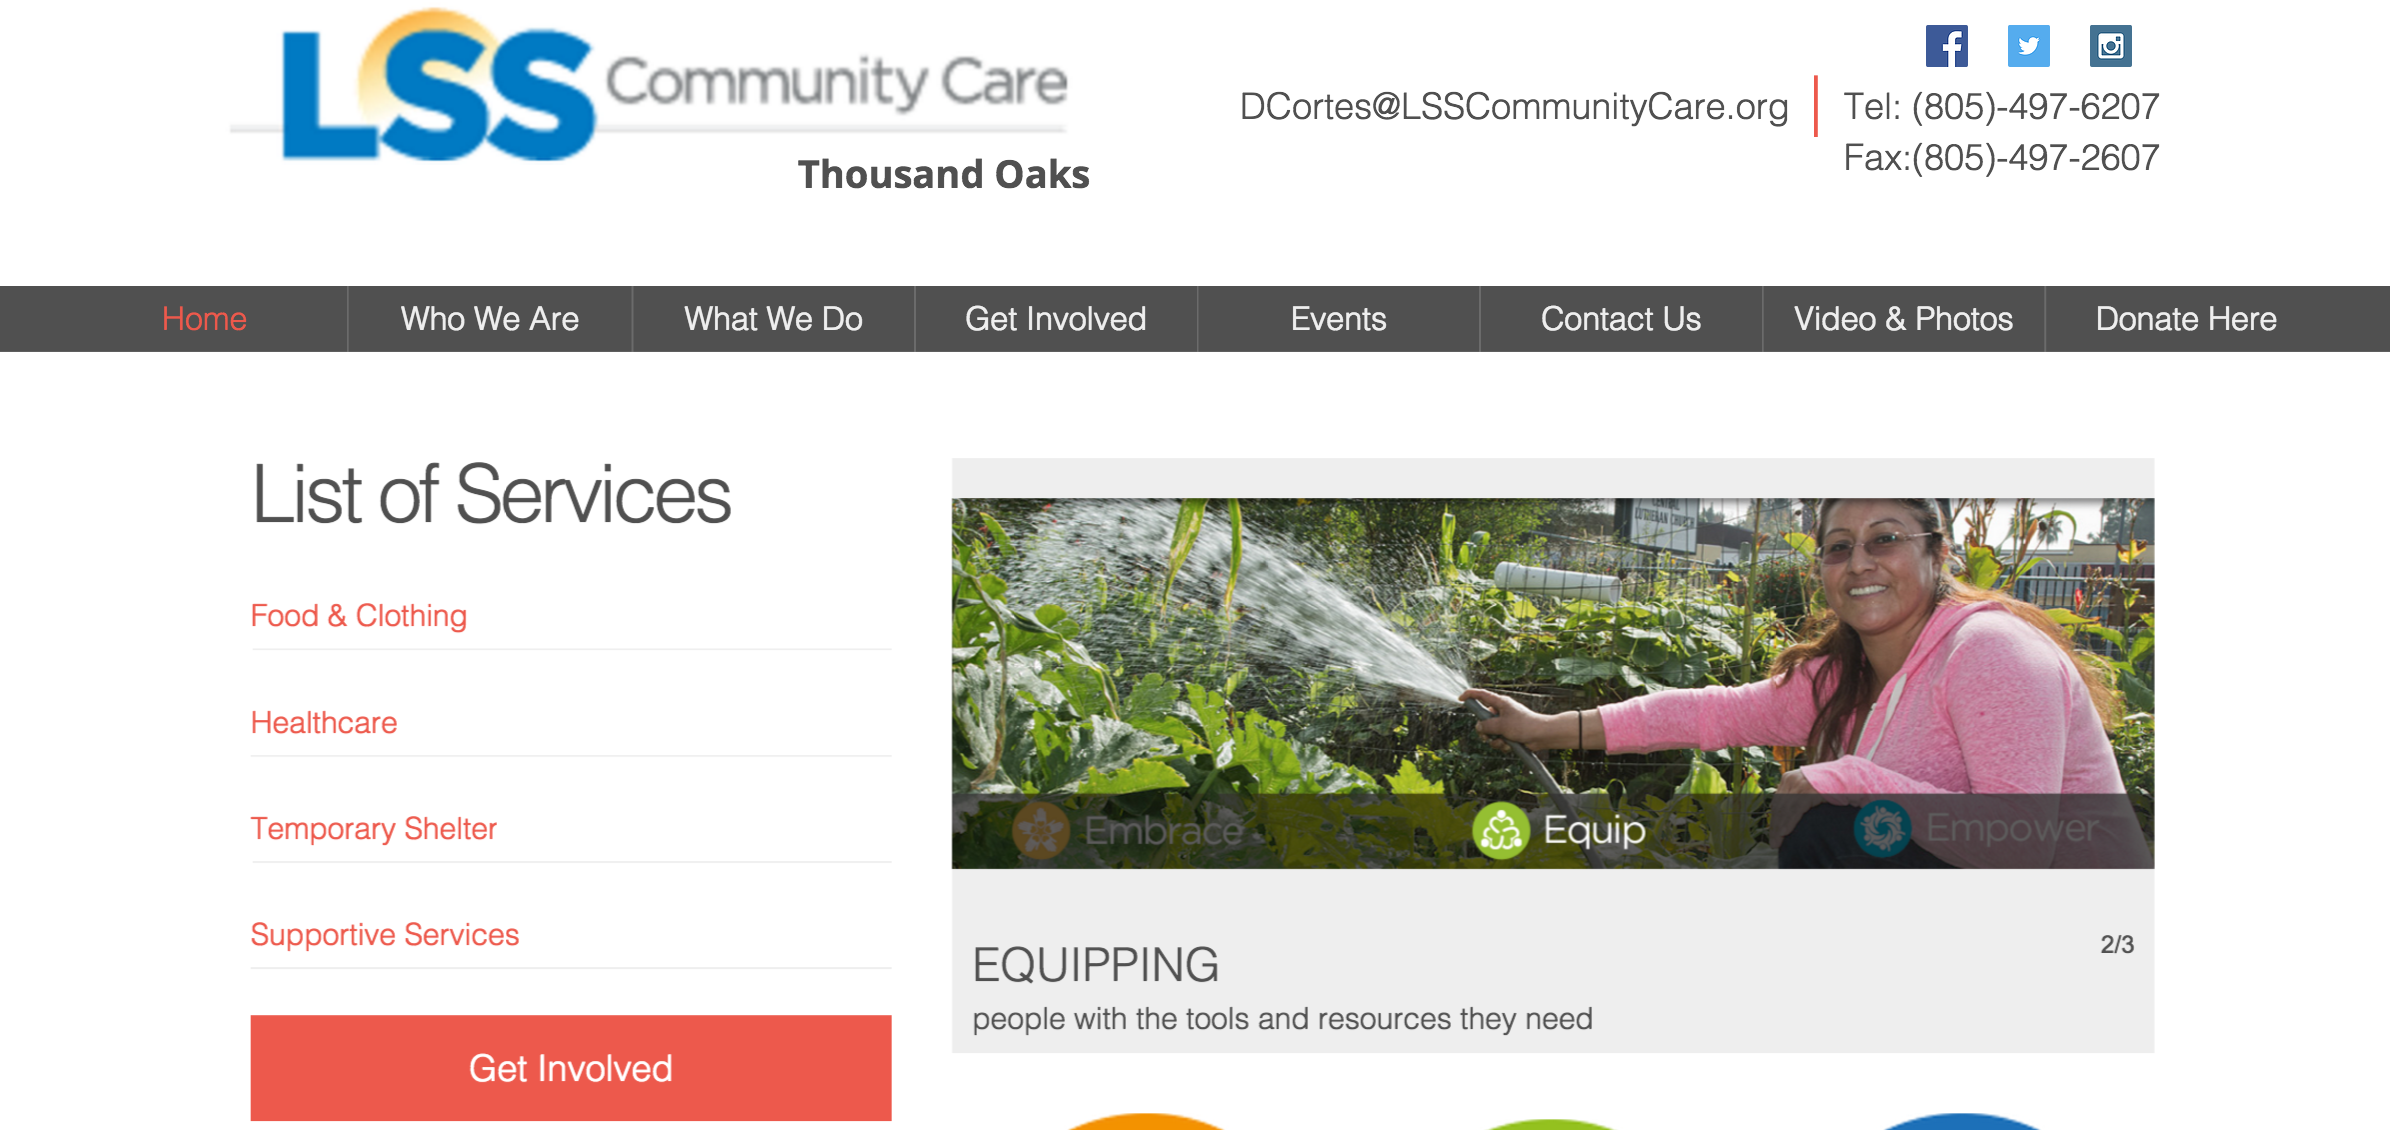 LSS Community Care
Thousand Oaks
DCortes@LSSCommunityCare.org
Tel: (805)-497-6207
Fax:(805)-497-2607
Home
Who We Are
What We Do
Get Involved
Events
Contact Us
Video & Photos
Donate Here
List of Services
Food & Clothing
Healthcare
Temporary Shelter
Supportive Services
Get Involved
LUTHERAN CHURCH
Embrace
Equip
Empower
EQUIPPING
2/3
people with the tools and resources they need